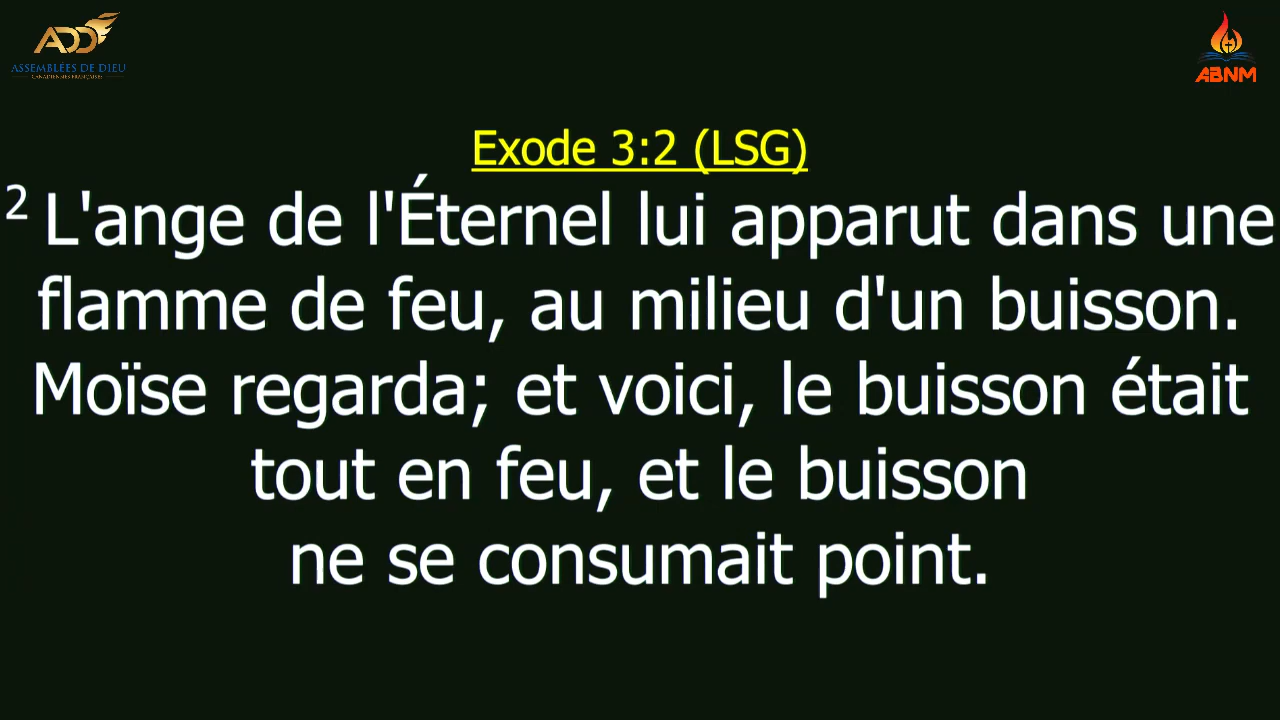 ADD
ASSEMBLÉES DE DIEU
CANADIENNES FRANÇAISES
ABNM
Exode 3:2 (LSG)
2 L'ange de l'Éternel lui apparut dans une
flamme de feu, au milieu d'un buisson.
Moïse regarda; et voici, le buisson était
tout en feu, et le buisson
ne se consumait point.